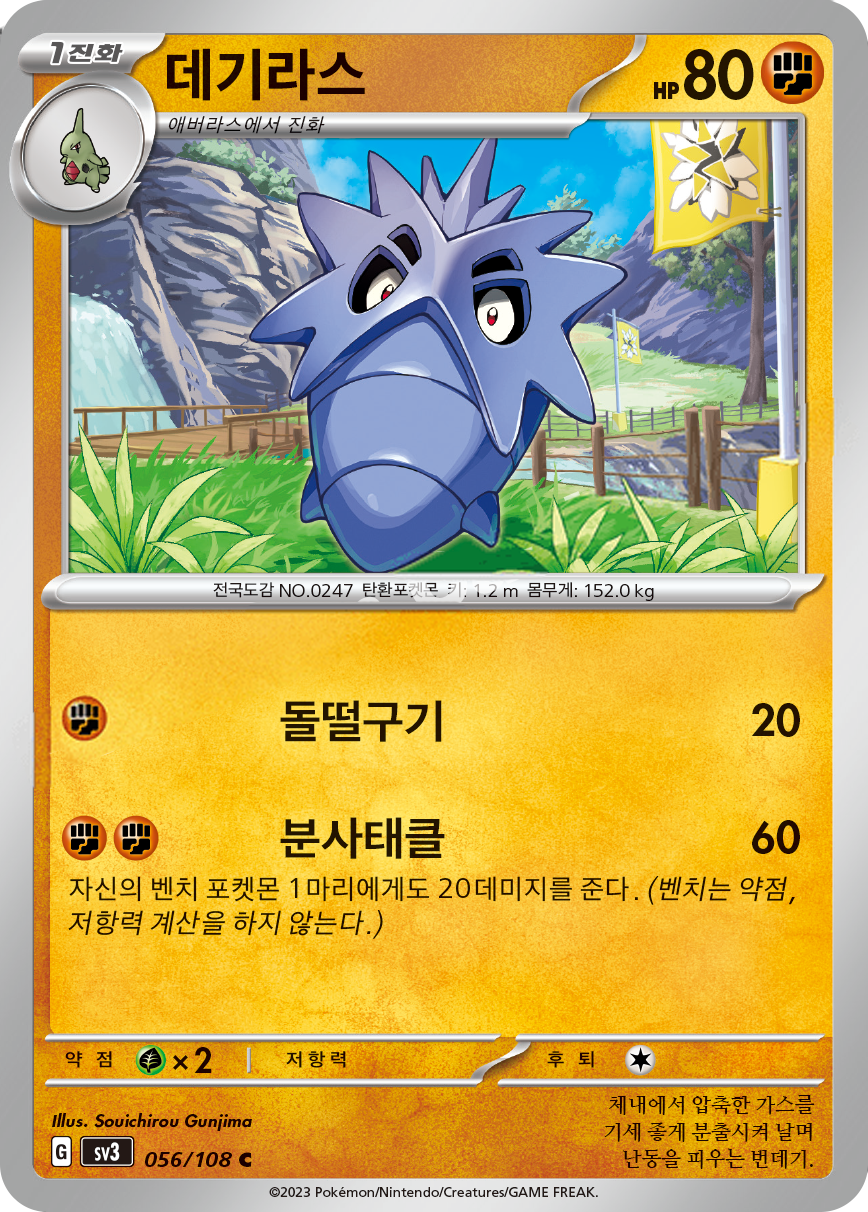 1진화
데기라스
HP 80
애버라스에서 진화
전국도감 NO.0247 탄환포켓몬 키: 1.2 m 몸무게: 152.0 kg
돌떨구기 20
분사태클 60
자신의 벤치 포켓몬 1마리에게도 20데미지를 준다. (벤치는 약점,
저항력 계산을 하지 않는다.)
약점 ×2 저항력 후퇴
Illus. Souichirou Gunjima
G sv3 056/108 C
체내에서 압축한 가스를
기세 좋게 분출시켜 날며
난동을 피우는 번데기.
©2023 Pokémon/Nintendo/Creatures/GAME FREAK.